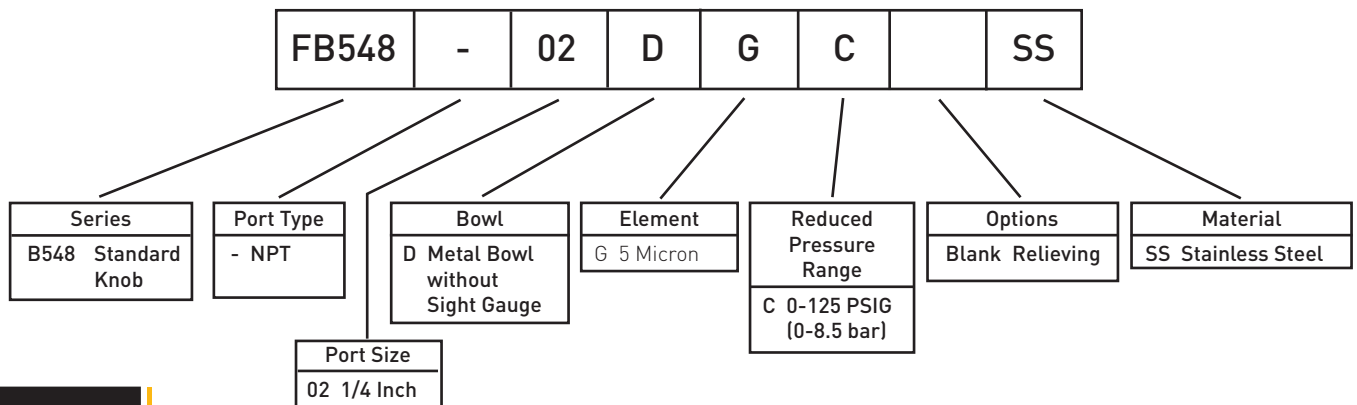 FB548 - 02 D G C SS
Series
B548 Standard
Knob
Port Type
- NPT
Port Size
02 1/4 Inch
Bowl
D Metal Bowl
without
Sight Gauge
Element
G 5 Micron
Reduced
Pressure
Range
C 0-125 PSIG
(0-8.5 bar)
Options
Blank Relieving
Material
SS Stainless Steel